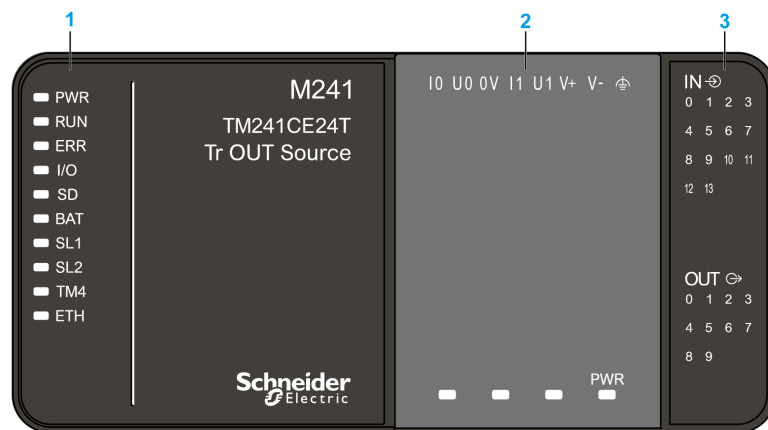 1
2
3
PWR
RUN
ERR
I/O
SD
BAT
SL1
SL2
TM4
ETH
M241
TM241CE24T
Tr OUT Source
Schneider
Electric
I0 U0 0V I1 U1 V+ V-
PWR
IN
0 1 2 3
4 5 6 7
8 9 10 11
12 13
OUT
0 1 2 3
4 5 6 7
8 9